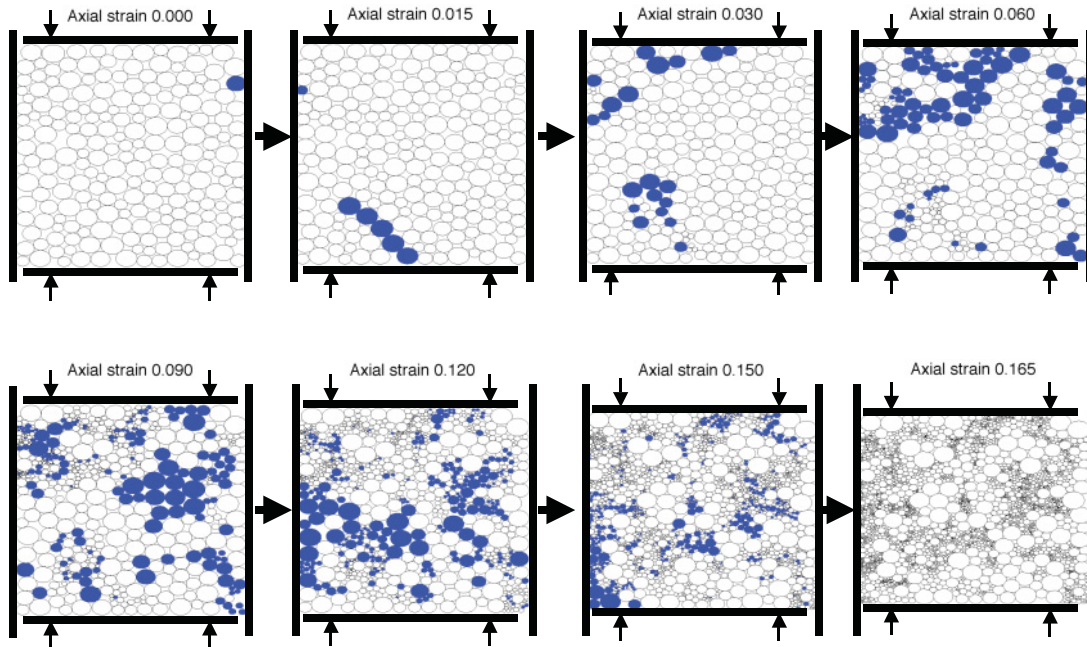 Axial strain 0.000
Axial strain 0.015
Axial strain 0.030
Axial strain 0.060
Axial strain 0.090
Axial strain 0.120
Axial strain 0.150
Axial strain 0.165